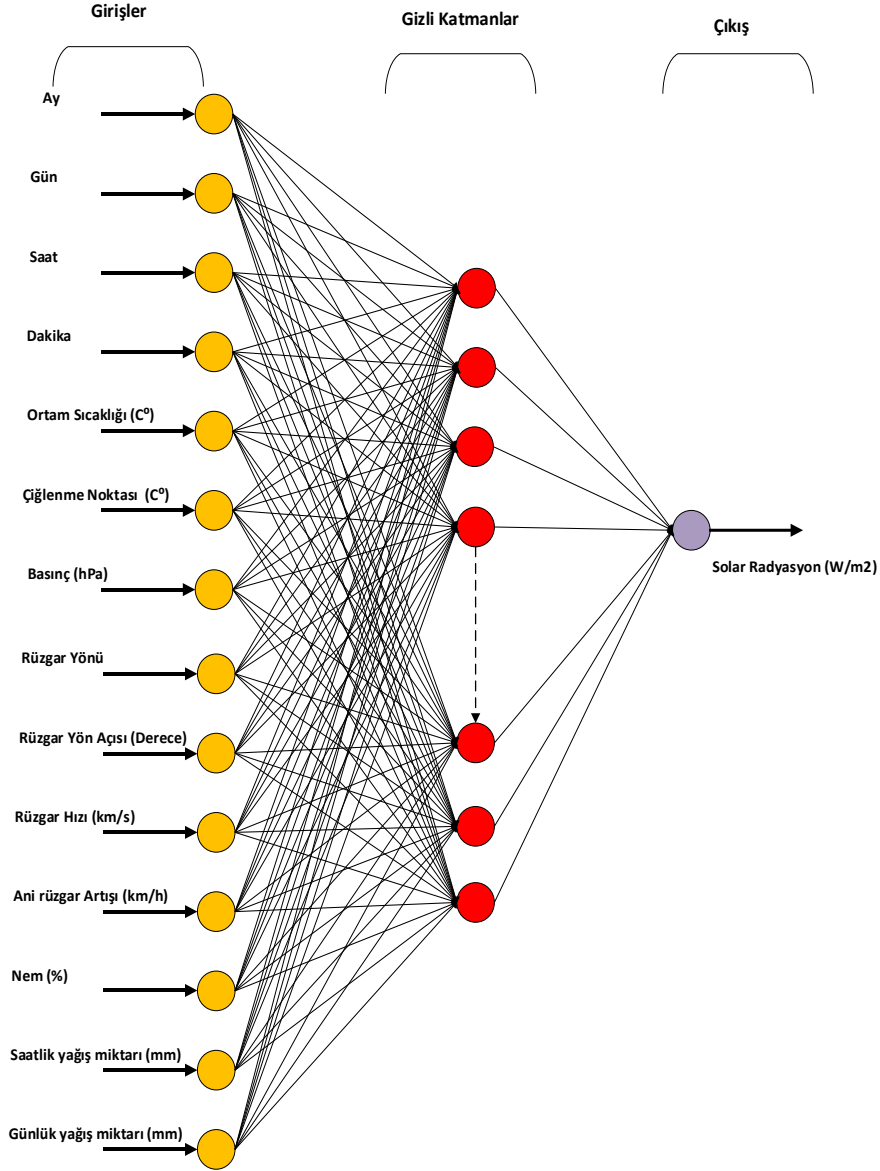 Girişler
Gizli Katmanlar
Çıkış
Ay
Gün
Saat
Dakika
Ortam Sıcaklığı (C⁰)
Çiğlenme Noktası (C⁰)
Basınç (hPa)
Rüzgar Yönü
Rüzgar Yön Açısı (Derece)
Rüzgar Hızı (km/s)
Ani rüzgar Artışı (km/h)
Nem (%)
Saatlik yağış miktarı (mm)
Günlük yağış miktarı (mm)
Solar Radyasyon (W/m2)